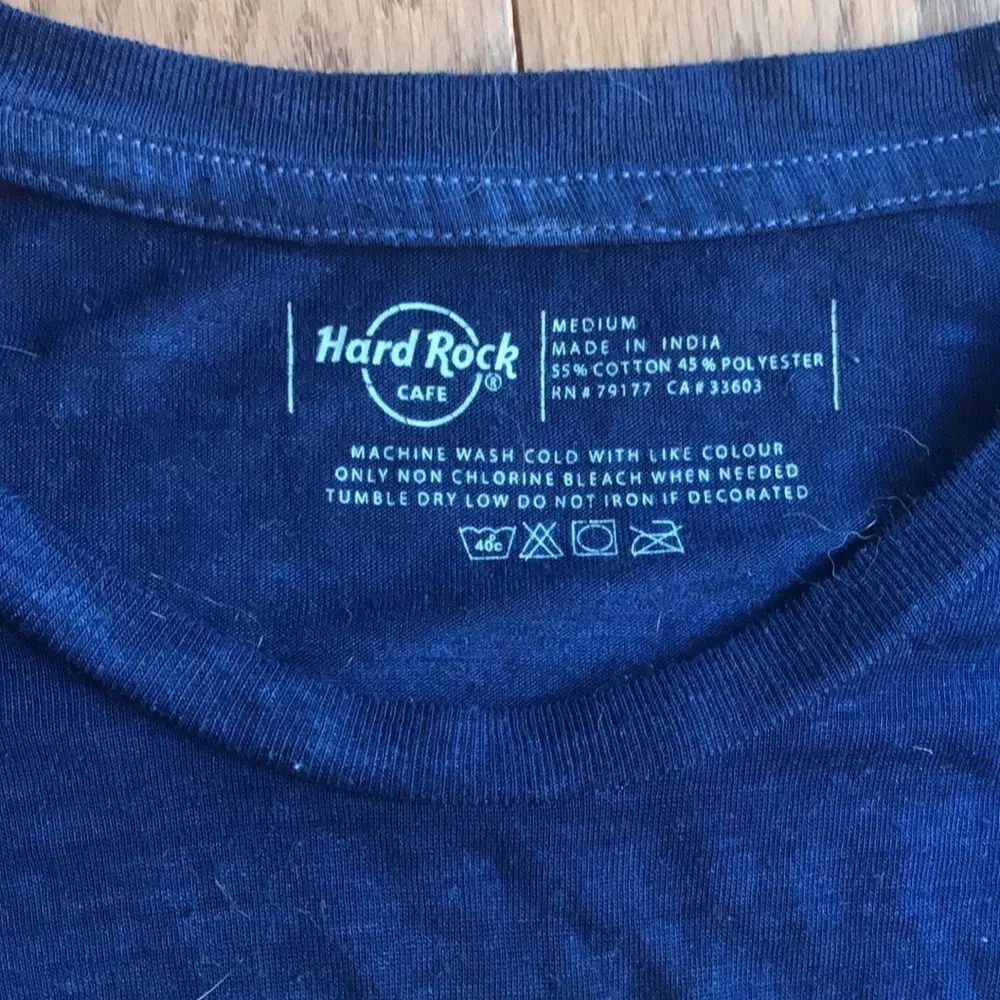 Hard Rock
CAFE
®
MEDIUM
MADE IN INDIA
55% COTTON 45% POLYESTER
RN# 79177 CA# 33603
MACHINE WASH COLD WITH LIKE COLOUR
ONLY NON CHLORINE BLEACH WHEN NEEDED
TUMBLE DRY LOW DO NOT IRON IF DECORATED
40c